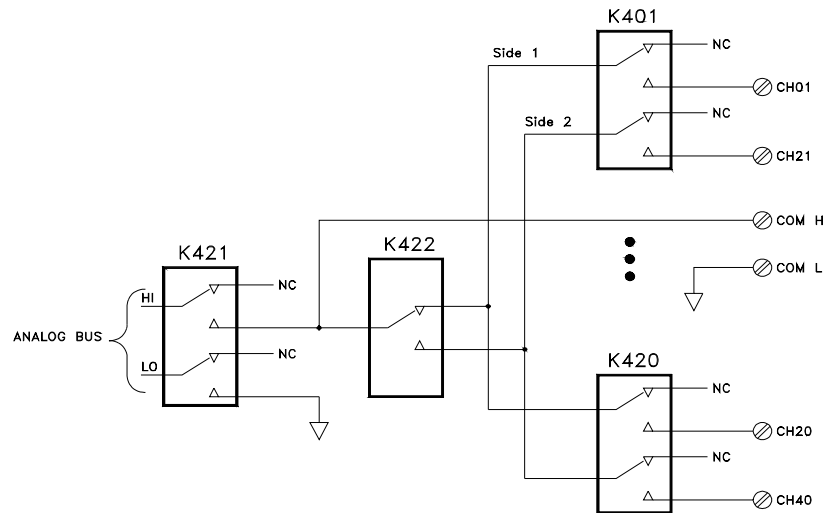 K401
NC
Side 1
CH01
NC
Side 2
CH21
COM H
K421
K422
COM L
NC
HI
ANALOG BUS
NC
LO
K420
NC
CH20
NC
CH40